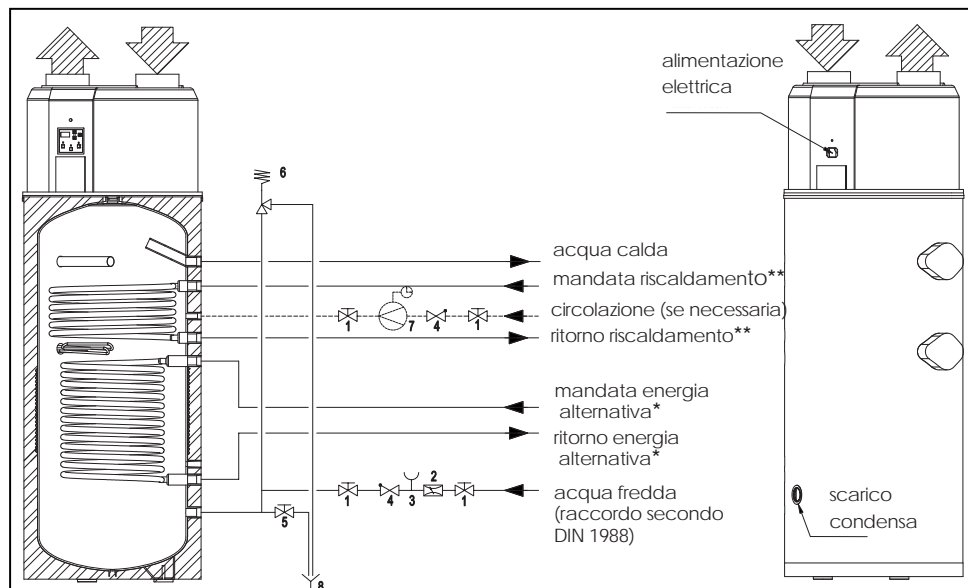 alimentazione
elettrica
6
acqua calda
mandata riscaldamento**
circolazione (se necessaria)
1
7
4
1
ritorno riscaldamento**
mandata energia
alternativa*
ritorno energia
alternativa*
2
acqua fredda
(raccordo secondo
DIN 1988)
1
4
3
1
5
8
scarico
condensa